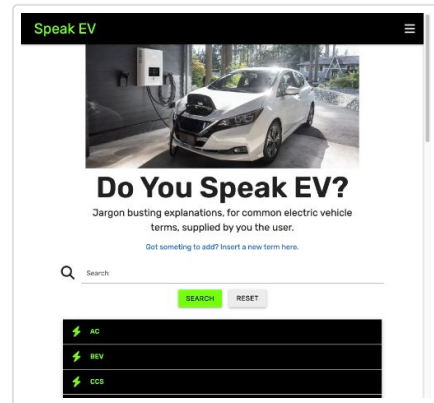 Speak EV
Do You Speak EV?
Jargon busting explanations, for common electric vehicle
terms, supplied by you the user.
Got someting to add? Insert a new term here.
Search
SEARCH RESET
AC
BEV
CCS